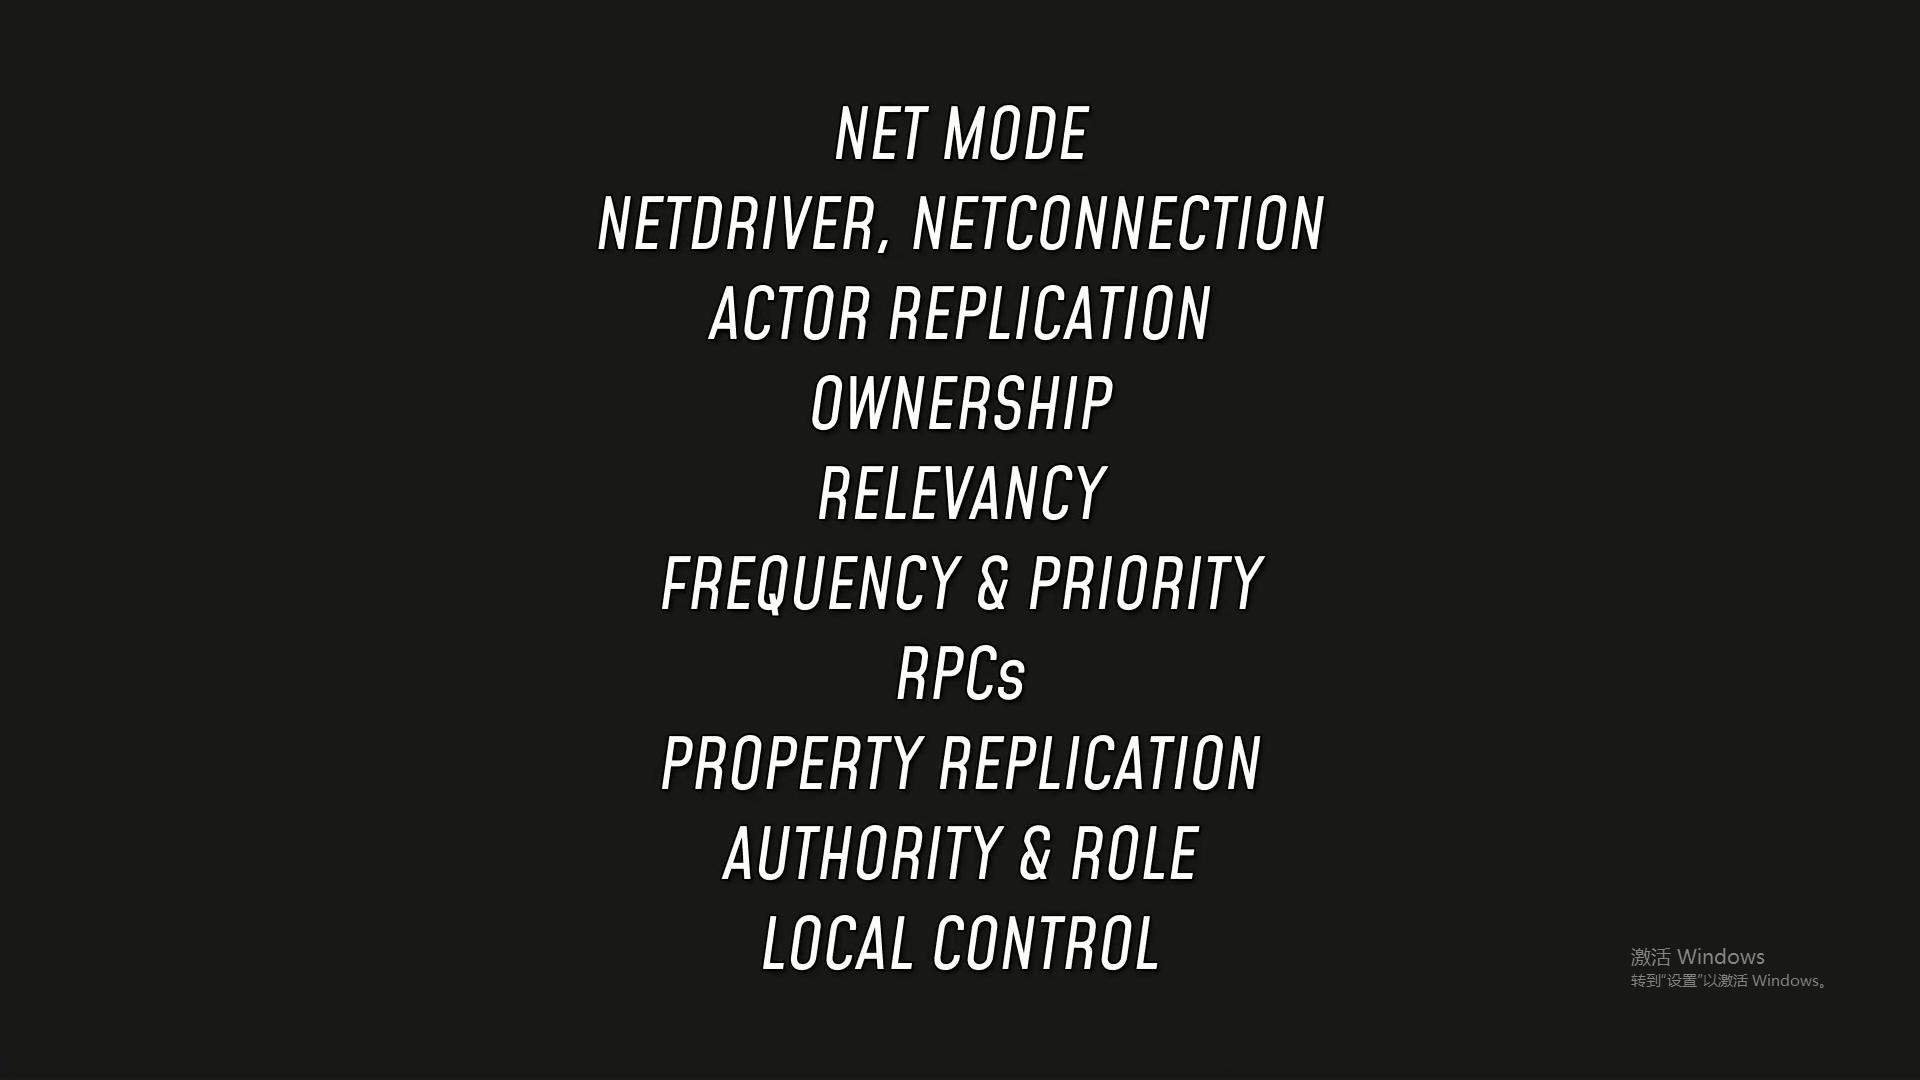 NET MODE
NETDRIVER, NETCONNECTION
ACTOR REPLICATION
OWNERSHIP
RELEVANCY
FREQUENCY & PRIORITY
RPCs
PROPERTY REPLICATION
AUTHORITY & ROLE
LOCAL CONTROL
激活 Windows
转到“设置”以激活 Windows。